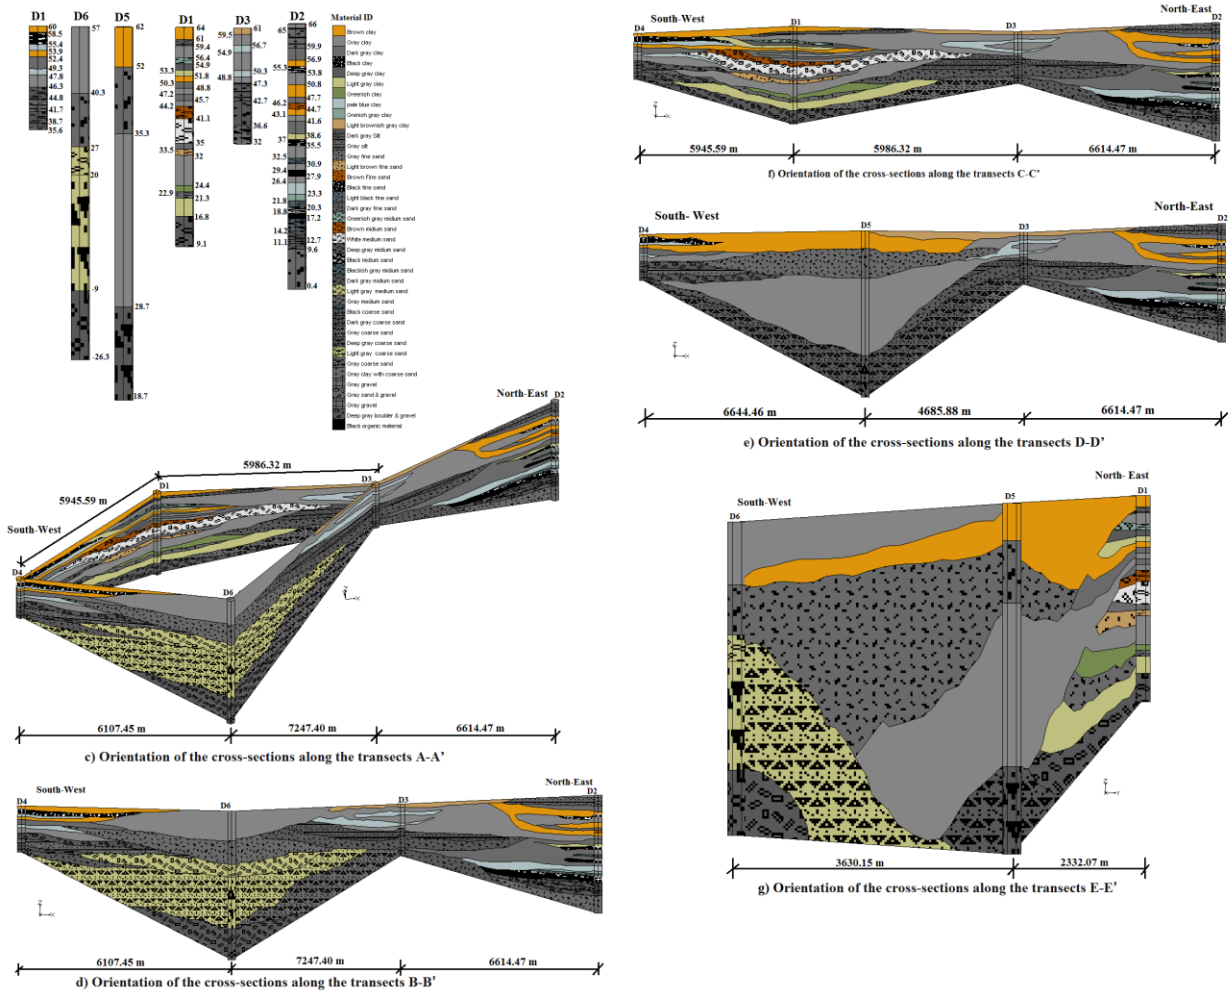 D1
60
58.5
55.4
53.9
52.4
49.3
47.8
46.3
44.8
41.7
38.7
35.6
D6
57
40.3
27
20
-9
-26.3
D5
62
52
35.3
28.7
18.7
D1
64
61
59.4
56.4
54.9
53.3
51.8
50.3
48.8
47.2
45.7
44.2
41.1
35
33.5
32
24.4
22.9
21.3
16.8
9.1
D3
61
59.5
56.7
54.9
50.3
48.8
47.3
42.7
36.6
32
D2
66
65
59.9
56.9
55.3
53.8
50.8
47.7
46.2
44.7
43.1
41.6
38.6
37
35.5
32.5
30.9
29.4
27.9
26.4
23.3
21.8
20.3
18.8
17.2
14.2
12.7
11.1
9.6
0.4
Material ID
Brown clay
Gray clay
Dark gray clay
Black clay
Deep gray clay
Light gray clay
Greenish clay
pale blue clay
Grenish gray clay
Light brownish gray clay
Dark gray Silt
Gray silt
Gray fine sand
Light brown fine sand
Brown Fine sand
Black fine sand
Light black fine sand
Dark gray fine sand
Greenish gray midium sand
Brown midium sand
White medium sand
Deep gray midium sand
Black midium sand
Blackish gray midium sand
Dark gray midium sand
Light gray medium sand
Gray medium sand
Black coarse sand
Dark gray coarse sand
Gray coarse sand
Deep gray coarse sand
Light gray coarse sand
Gray coarse sand
Gray clay with coarse sand
Gray gravel
Gray sand & gravel
Gray gravel
Deep gray boulder & gravel
Black organic material
North-East
D2
5986.32 m
D1
D3
5945.59 m
South-West
D4
D6
Z
X
6107.45 m
7247.40 m
6614.47 m
c) Orientation of the cross-sections along the transects A-A'
South-West
North-East
D4
D6
D3
D2
Z
X
6107.45 m
7247.40 m
6614.47 m
d) Orientation of the cross-sections along the transects B-B'
South-West
North-East
D4
D1
D3
D2
Z
X
5945.59 m
5986.32 m
6614.47 m
f) Orientation of the cross-sections along the transects C-C'
South- West
North-East
D4
D5
D3
D2
Z
X
6644.46 m
4685.88 m
6614.47 m
e) Orientation of the cross-sections along the transects D-D'
South-West
North- East
D6
D5
D1
Z
Y
3630.15 m
2332.07 m
g) Orientation of the cross-sections along the transects E-E'